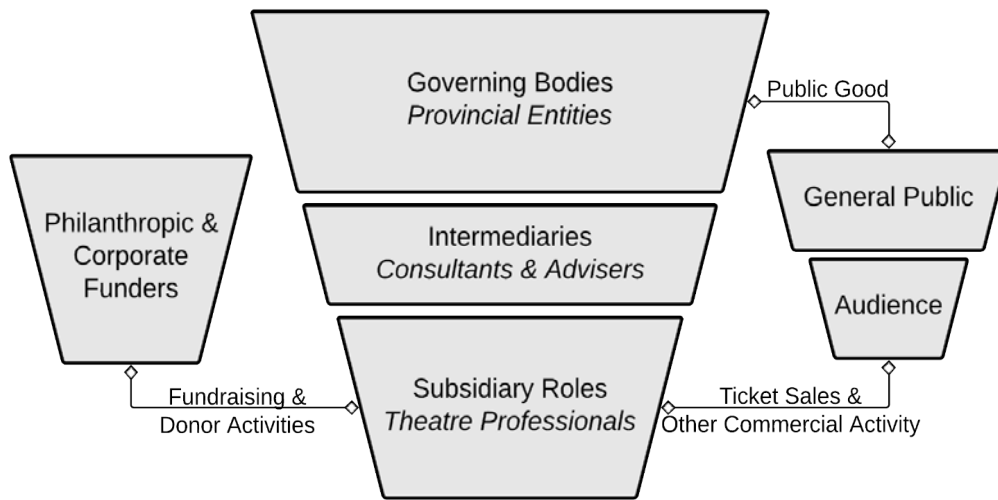 Governing Bodies
Provincial Entities
Public Good
Philanthropic &
Corporate
Funders
General Public
Intermediaries
Consultants & Advisers
Audience
Subsidiary Roles
Theatre Professionals
Fundraising &
Donor Activities
Ticket Sales &
Other Commercial Activity